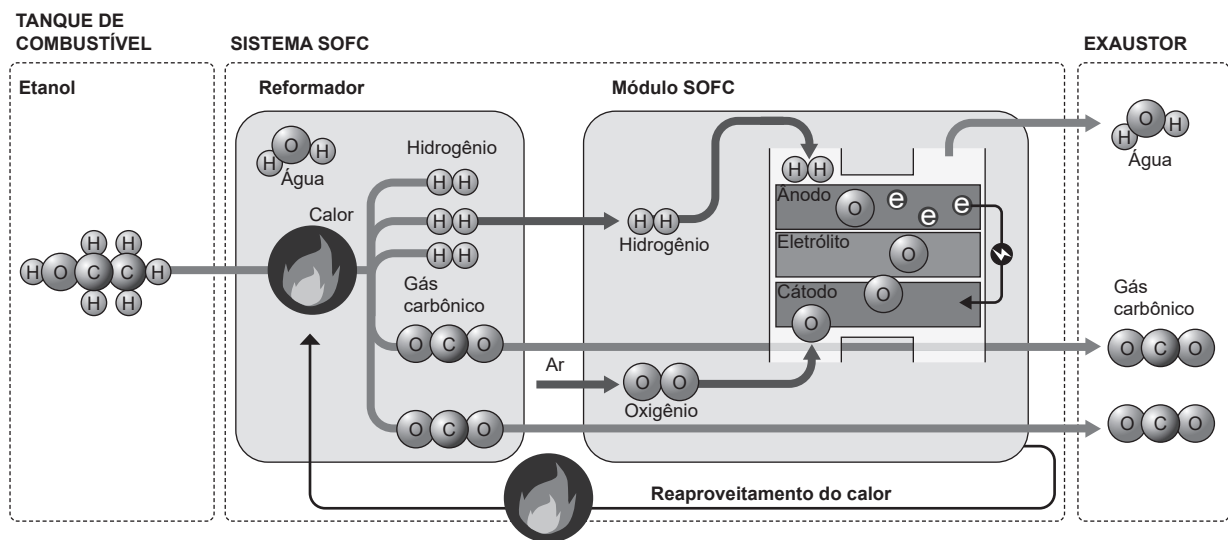 TANQUE DE
COMBUSTÍVEL
SISTEMA SOFC
EXAUSTOR
Etanol
Reformador
Módulo SOFC
H O H
Água
Hidrogênio
H H
Calor
H H
H H
H H
H O C C H
H H
Gás
carbônico
O C O
O C O
H H
Hidrogênio
Ar
O O
Oxigênio
H H
Ânodo
O e e e
Eletrólito
O
Cátodo
O
O
H O H
Água
Gás
carbônico
O C O
O C O
Reaproveitamento do calor